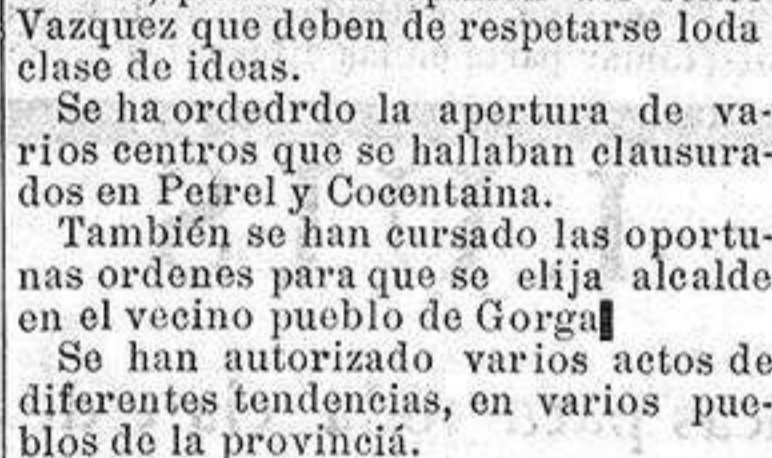 Vazquez que deben de respetarse loda
clase de ideas.
Se ha ordedrdo la apertura de va-
rios centros que se hallaban clausura-
dos en Petrel y Cocentaina.
También se han cursado las oportu-
nas ordenes para que se elija alcalde
en el vecino pueblo de Gorga
Se han autorizado varios actos de
diferentes tendencias, en varios pue-
blos de la provinciá.